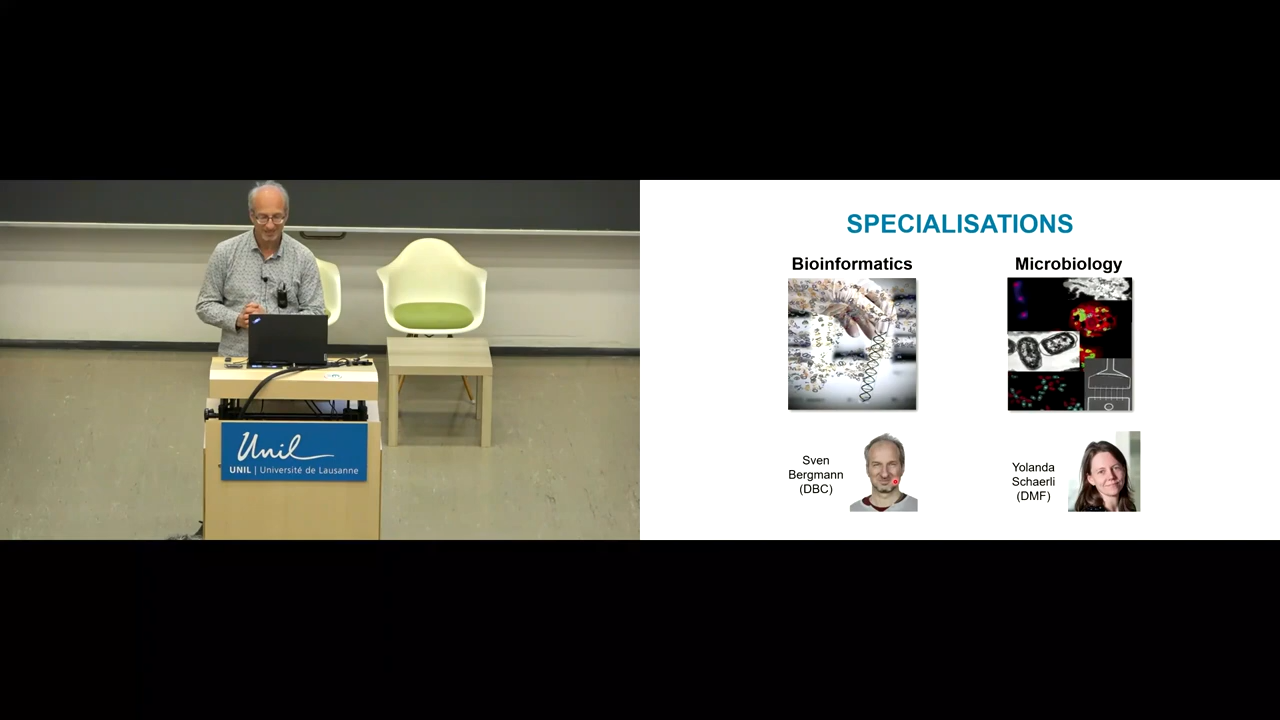 Unil
UNIL | Université de Lausanne
SPECIALISATIONS
Bioinformatics
Microbiology
Sven
Bergmann
(DBC)
Yolanda
Schaerli
(DMF)